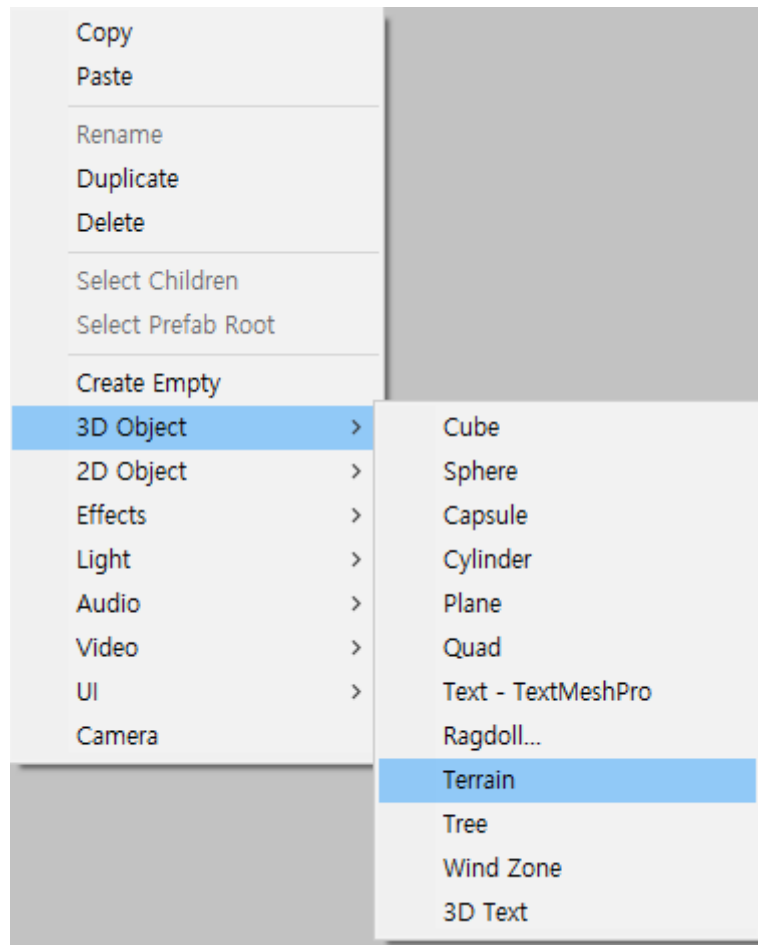 Copy
Paste
Rename
Duplicate
Delete
Select Children
Select Prefab Root
Create Empty
3D Object
2D Object
Effects
Light
Audio
Video
UI
Camera
Cube
Sphere
Capsule
Cylinder
Plane
Quad
Text - TextMeshPro
Ragdoll...
Terrain
Tree
Wind Zone
3D Text